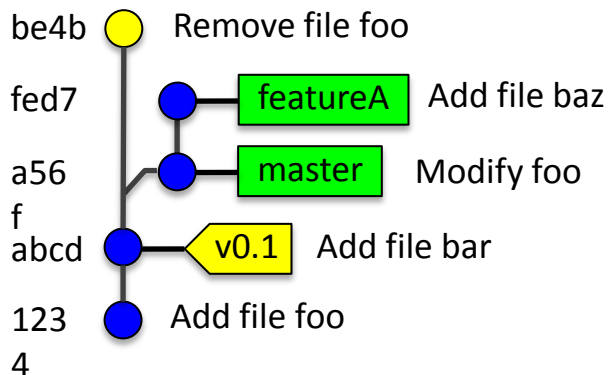 be4b Remove file foo
fed7 featureA Add file baz
a56 master Modify foo
f
abcd v0.1 Add file bar
123 Add file foo
4